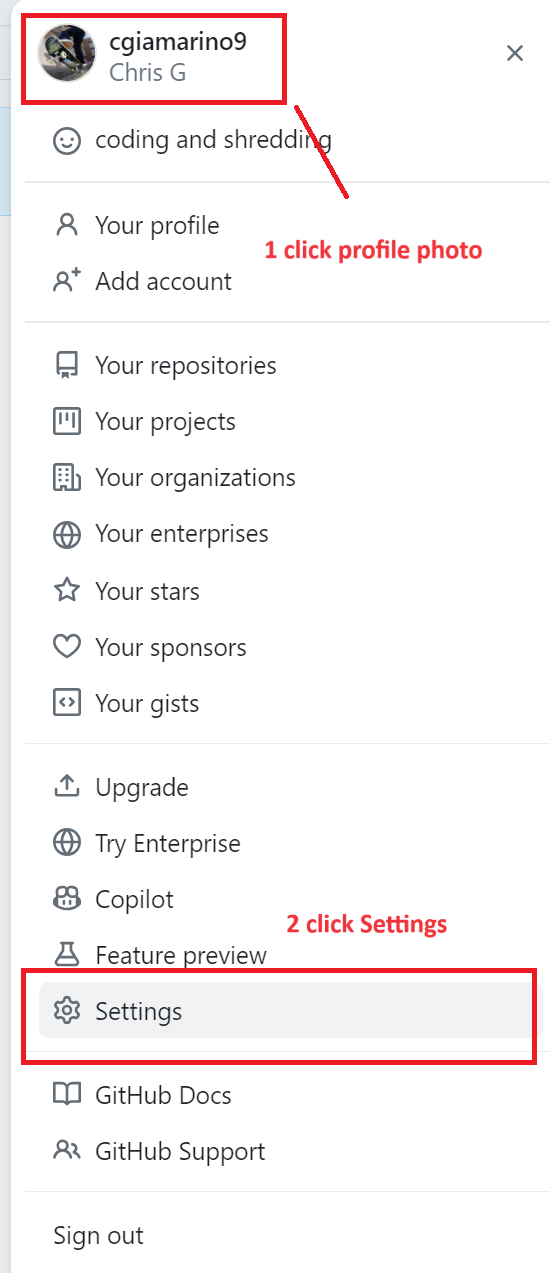 cgiamarino9
Chris G
coding and shredding
Your profile
1 click profile photo
Add account
Your repositories
Your projects
Your organizations
Your enterprises
Your stars
Your sponsors
Your gists
Upgrade
Try Enterprise
Copilot
2 click Settings
Feature preview
Settings
GitHub Docs
GitHub Support
Sign out